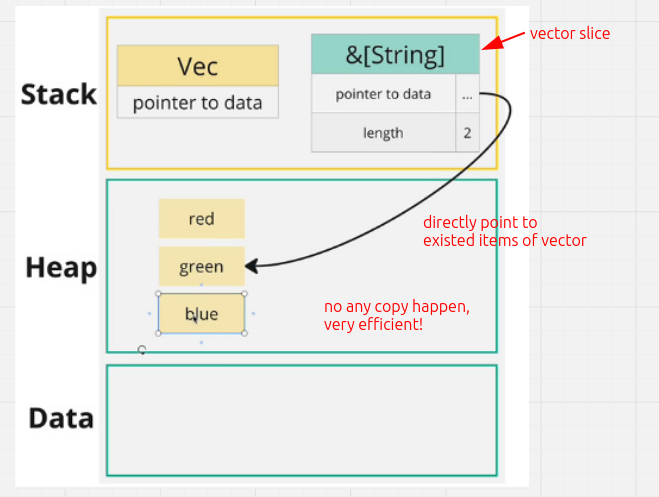 vector slice
Vec
&[String]
Stack
pointer to data
pointer to data
...
length
2
directly point to
existed items of vector
Heap
red
green
blue
no any copy happen,
very efficient!
Data